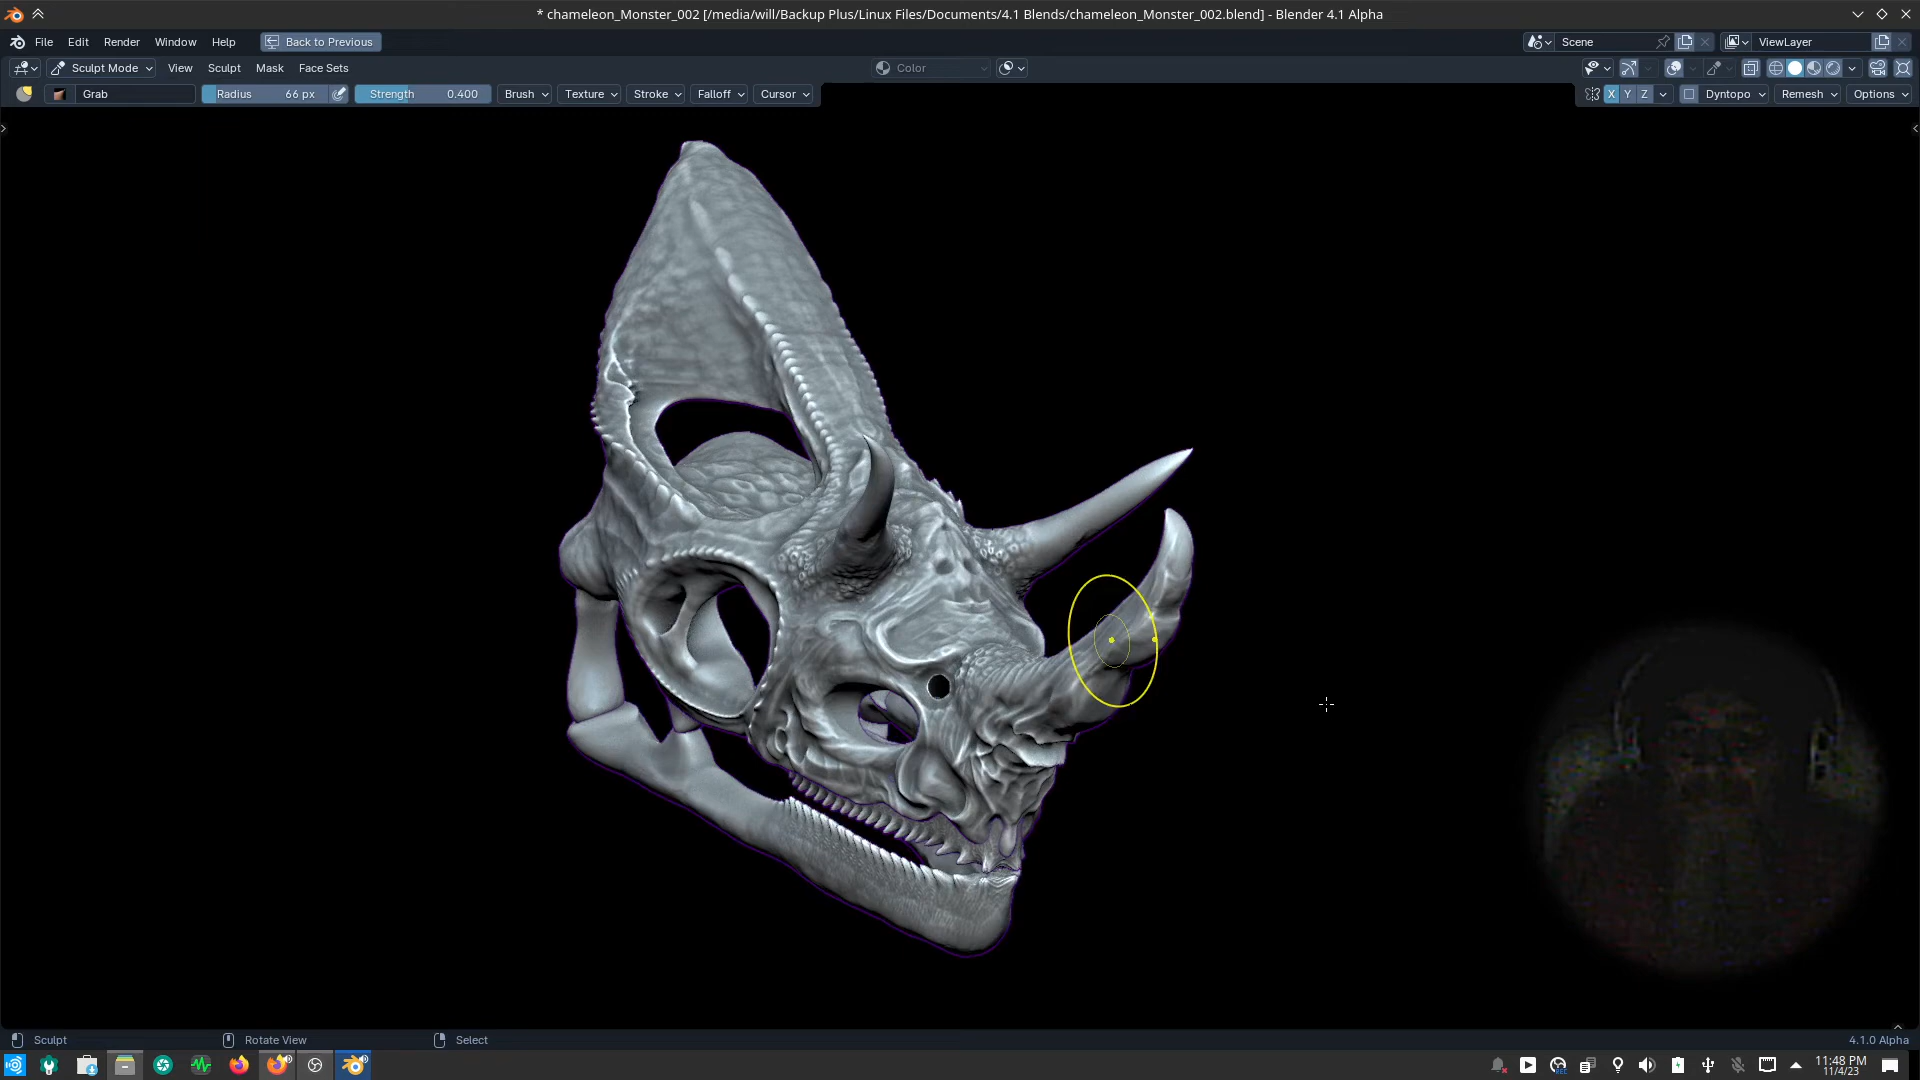 * chameleon_Monster_002 [/media/will/Backup Plus/Linux Files/Documents/4.1 Blends/chameleon_Monster_002.blend] - Blender 4.1 Alpha
File Edit Render Window Help Back to Previous Scene ViewLayer
Sculpt Mode View Sculpt Mask Face Sets Color
Grab Radius 66 px Strength 0.400 Brush Texture Stroke Falloff Cursor X Y Z Dyntopo Remesh Options
Sculpt Rotate View Select 4.1.0 Alpha
11:48 PM
11/4/23